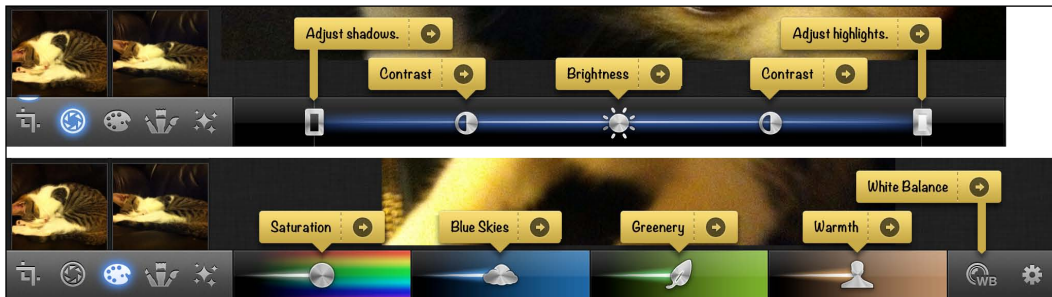 Adjust shadows.
Adjust highlights.
Contrast
Brightness
Contrast
White Balance
Saturation
Blue Skies
Greenery
Warmth
WB